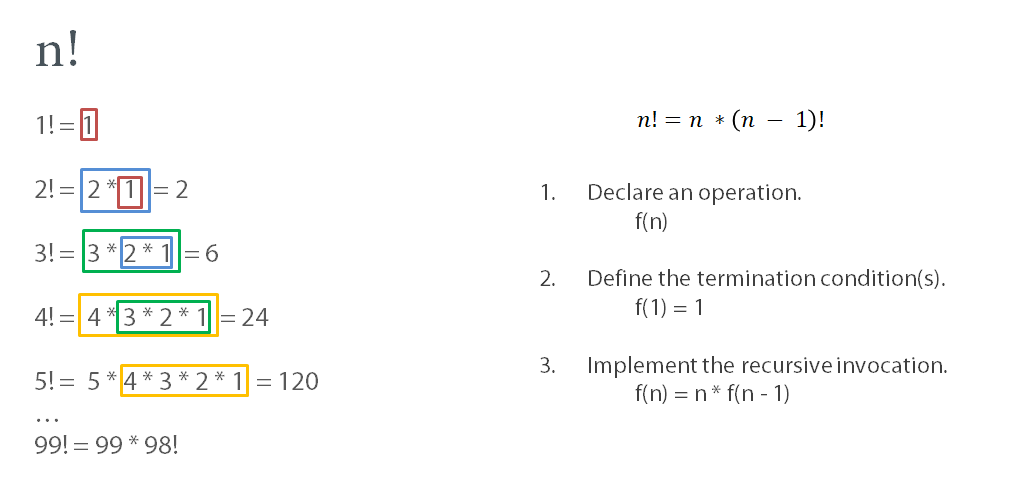 n!
1! = 1
2! = 2 * 1 = 2
3! = 3 * 2 * 1 = 6
4! = 4 * 3 * 2 * 1 = 24
5! = 5 * 4 * 3 * 2 * 1 = 120
…
99! = 99 * 98!
n! = n * (n − 1)!
1. Declare an operation.
f(n)
2. Define the termination condition(s).
f(1) = 1
3. Implement the recursive invocation.
f(n) = n * f(n - 1)